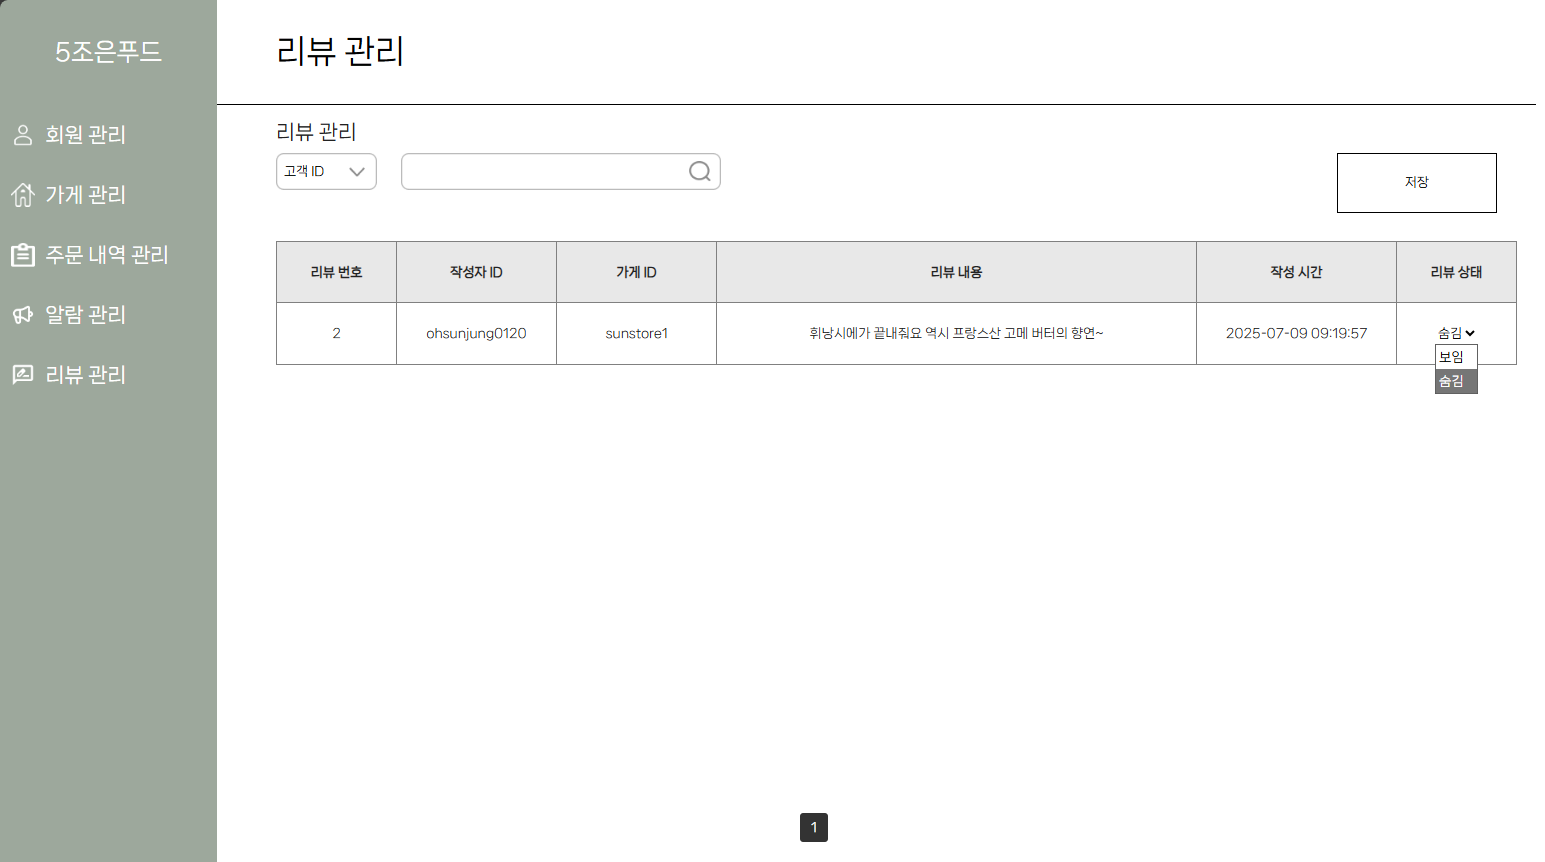 5조은푸드
회원 관리
가게 관리
주문 내역 관리
알람 관리
리뷰 관리
리뷰 관리
리뷰 관리
고객 ID
저장
리뷰 번호 작성자 ID 가게 ID 리뷰 내용 작성 시간 리뷰 상태
2 ohsunjung0120 sunstore1 휘낭시에가 끝내줘요 역시 프랑스산 고메 버터의 향연~ 2025-07-09 09:19:57 숨김
보임
숨김
1